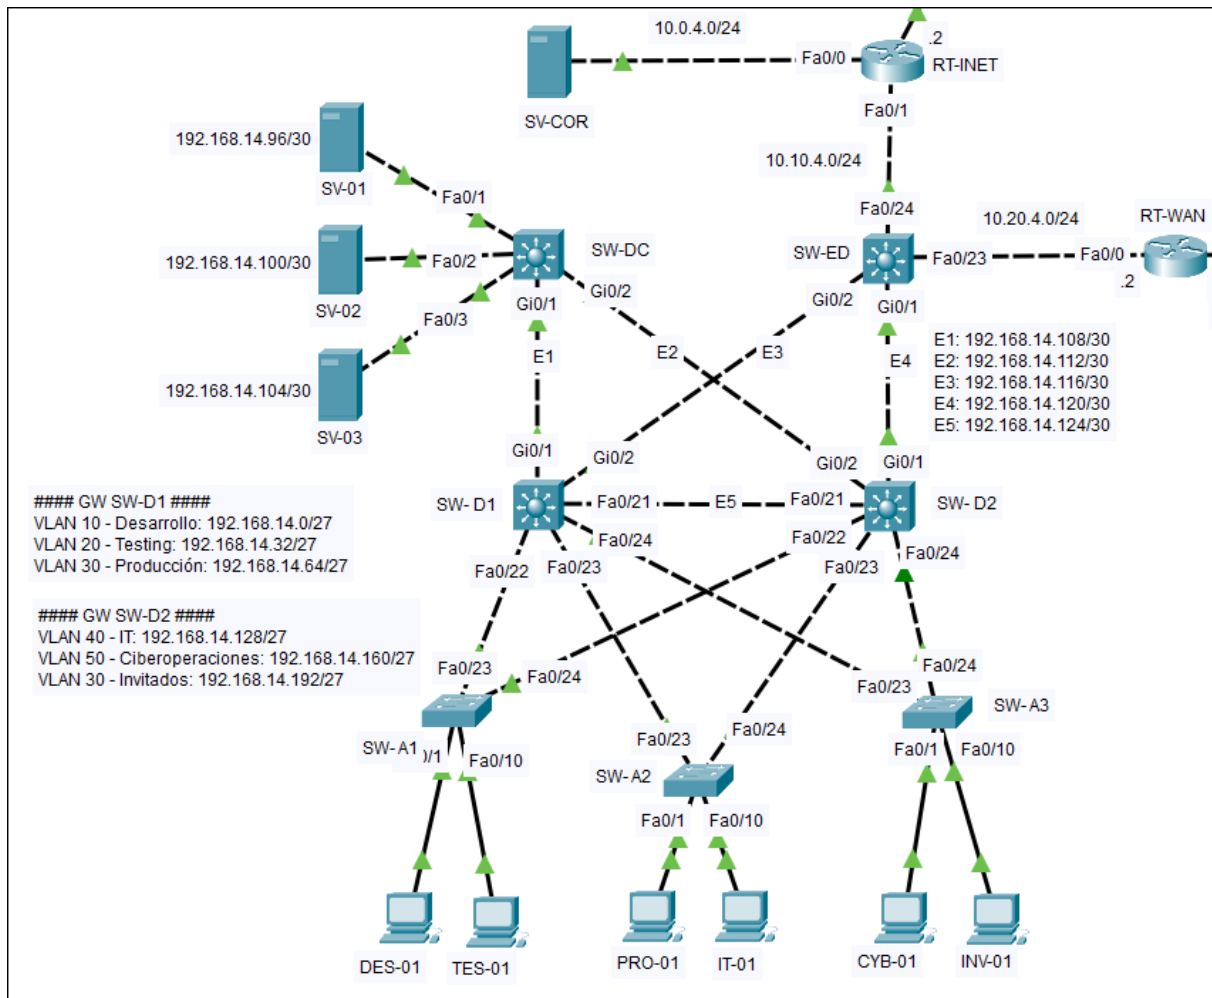 10.0.4.0/24
.2
Fa0/0
RT-INET
SV-COR
Fa0/1
192.168.14.96/30
SV-01
Fa0/1
10.10.4.0/24
Fa0/24
10.20.4.0/24
RT-WAN
192.168.14.100/30
Fa0/2
SW-DC
SW-ED
Fa0/23
Fa0/0
.2
SV-02
Fa0/3
Gi0/1
Gi0/2
Gi0/2
Gi0/1
192.168.14.104/30
SV-03
E1
E2
E3
E4
E1: 192.168.14.108/30
E2: 192.168.14.112/30
E3: 192.168.14.116/30
E4: 192.168.14.120/30
E5: 192.168.14.124/30
Gi0/1
Gi0/2
Gi0/2
Gi0/1
SW- D1
Fa0/21
E5
Fa0/21
SW- D2
#### GW SW-D1 ####
VLAN 10 - Desarrollo: 192.168.14.0/27
VLAN 20 - Testing: 192.168.14.32/27
VLAN 30 - Producción: 192.168.14.64/27
Fa0/22
Fa0/23
Fa0/24
Fa0/22
Fa0/23
Fa0/24
#### GW SW-D2 ####
VLAN 40 - IT: 192.168.14.128/27
VLAN 50 - Ciberoperaciones: 192.168.14.160/27
VLAN 30 - Invitados: 192.168.14.192/27
Fa0/23
Fa0/24
Fa0/23
Fa0/24
SW- A1
)/1
Fa0/10
Fa0/23
Fa0/24
SW- A2
SW- A3
Fa0/1
Fa0/10
Fa0/1
Fa0/10
DES-01
TES-01
PRO-01
IT-01
CYB-01
INV-01